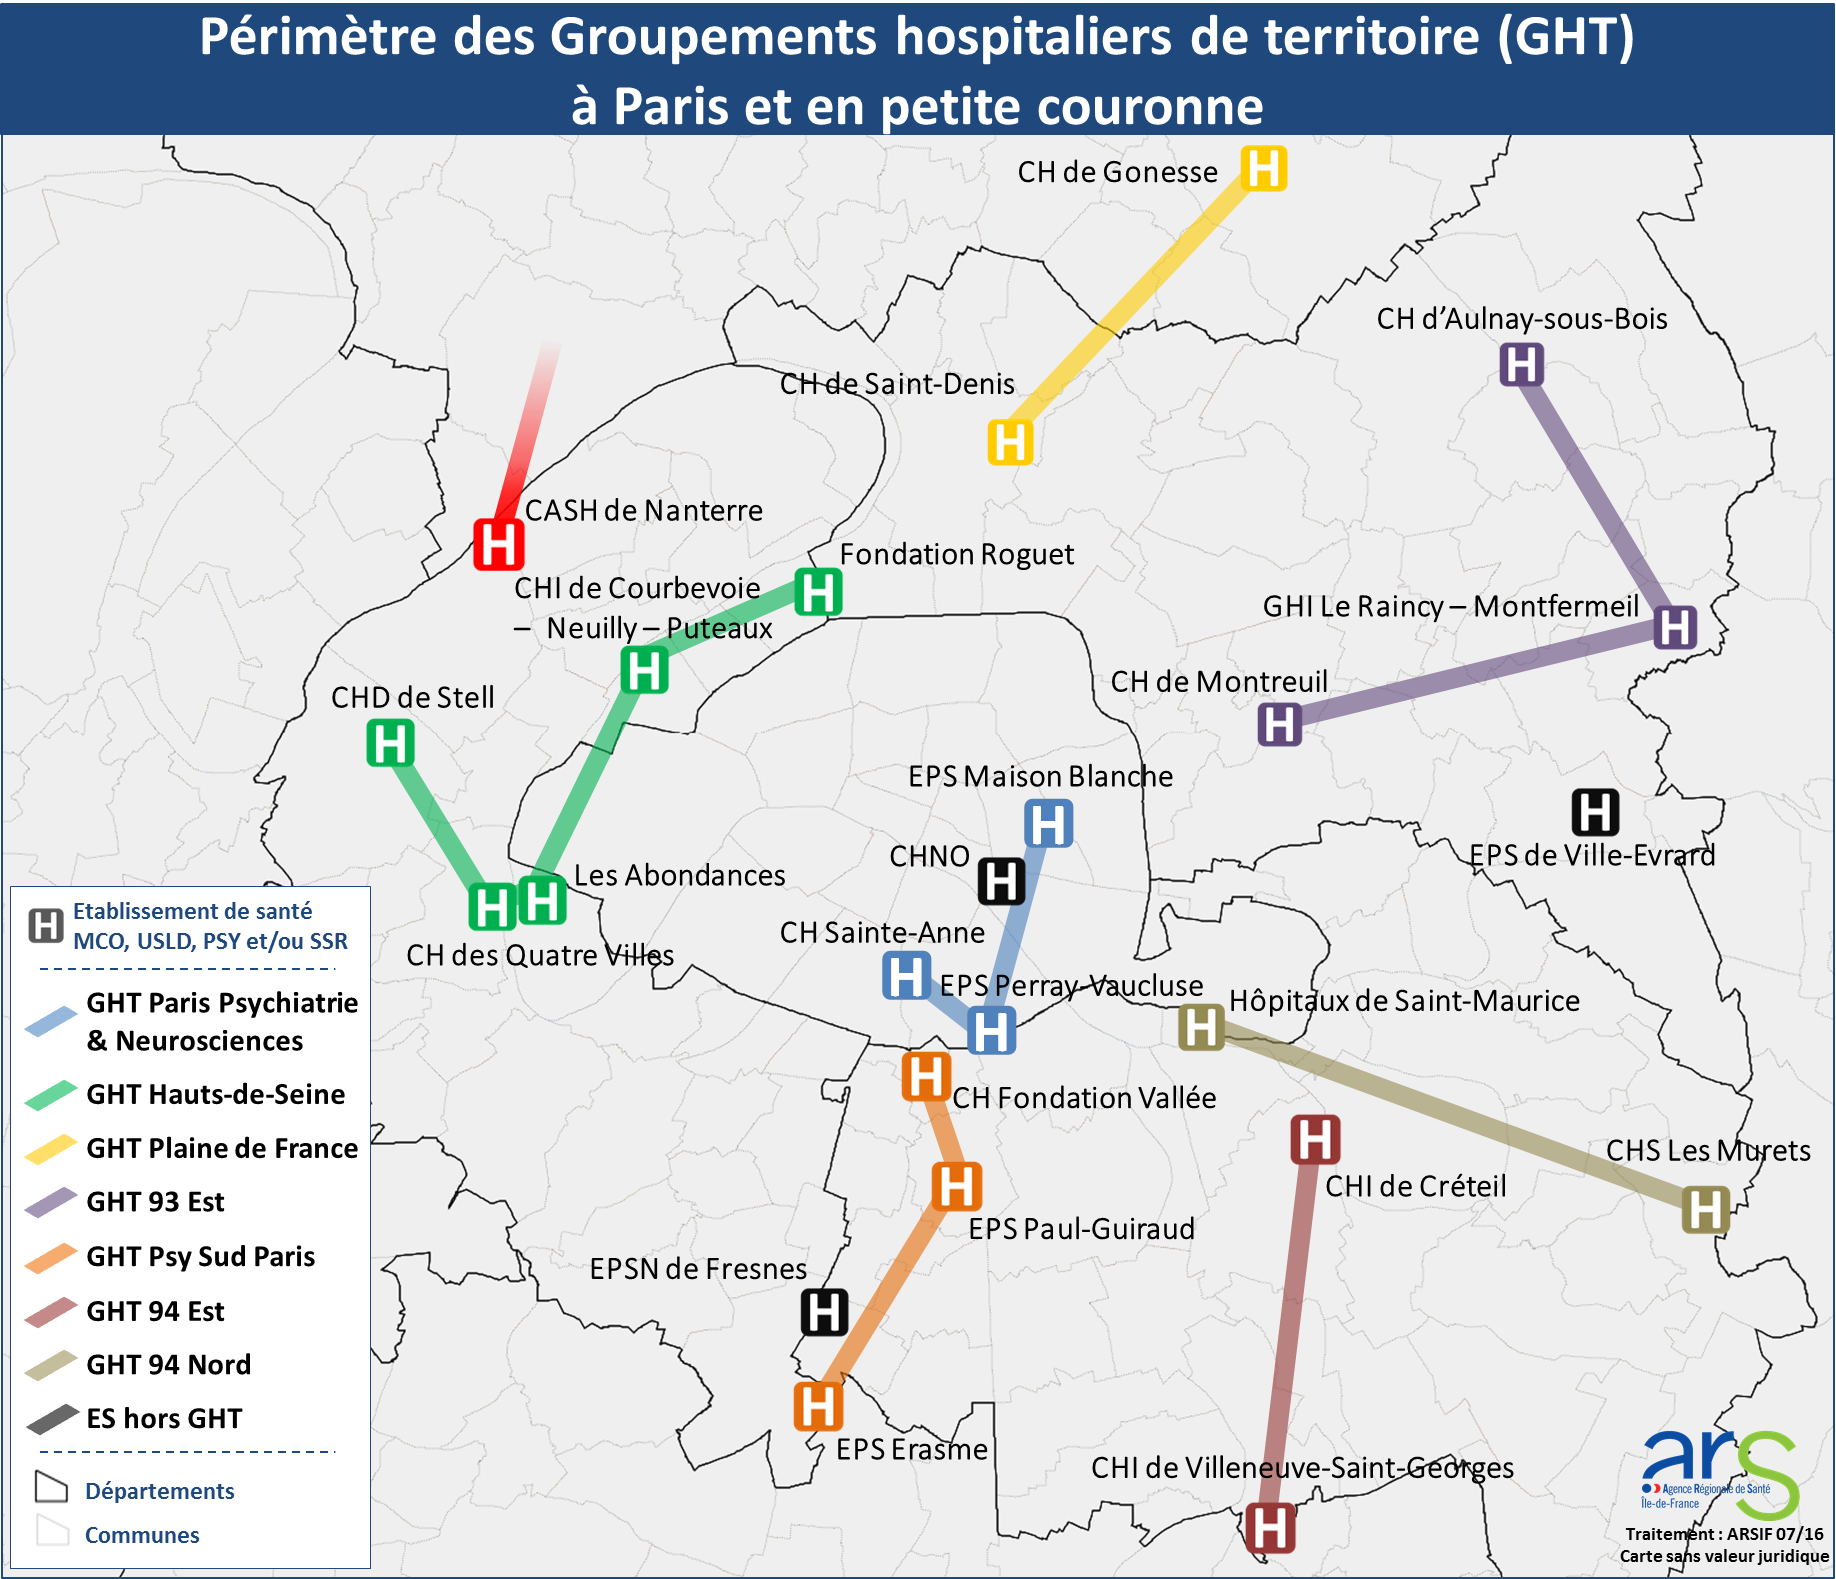 Périmètre des Groupements hospitaliers de territoire (GHT)
à Paris et en petite couronne
H
CH de Gonesse
CH d'Aulnay-sous-Bois
H
CH de Saint-Denis
H
CASH de Nanterre
H
Fondation Roguet
H
CHI de Courbevoie
– Neuilly – Puteaux
H
GHI Le Raincy – Montfermeil
H
CH de Montreuil
H
CHD de Stell
H
EPS Maison Blanche
H
H
EPS de Ville-Evrard
CHNO
H
Les Abondances
H
H
CH des Quatre Villes
CH Sainte-Anne
H
EPS Perray-Vaucluse
H
Hôpitaux de Saint-Maurice
H
H
CH Fondation Vallée
H
CHI de Créteil
CHS Les Murets
H
H
EPS Paul-Guiraud
EPSN de Fresnes
H
H
EPS Erasme
CHI de Villeneuve-Saint-Georges
H
H
Etablissement de santé
MCO, USLD, PSY et/ou SSR
GHT Paris Psychiatrie
& Neurosciences
GHT Hauts-de-Seine
GHT Plaine de France
GHT 93 Est
GHT Psy Sud Paris
GHT 94 Est
GHT 94 Nord
ES hors GHT
Départements
Communes
ars
Agence Régionale de Santé
Île-de-France
Traitement : ARSIF 07/16
Carte sans valeur juridique